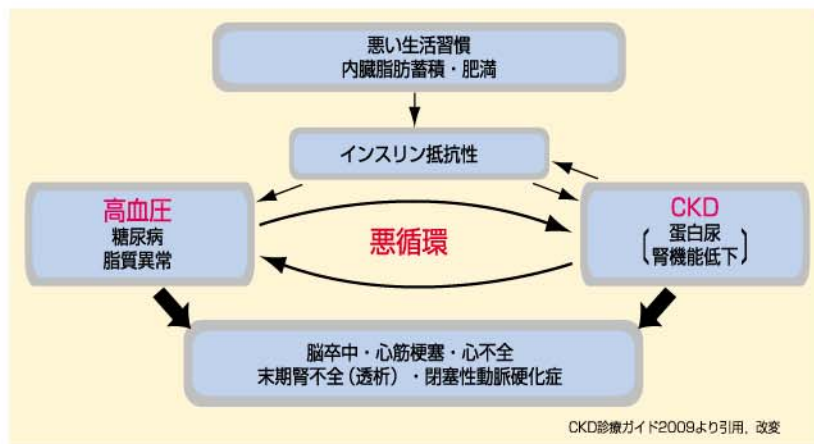 悪い生活習慣
内臓脂肪蓄積・肥満
インスリン抵抗性
高血圧
糖尿病
脂質異常
悪循環
CKD
蛋白尿
腎機能低下
脳卒中・心筋梗塞・心不全
末期腎不全(透析)・閉塞性動脈硬化症
CKD診療ガイド2009より引用，改変